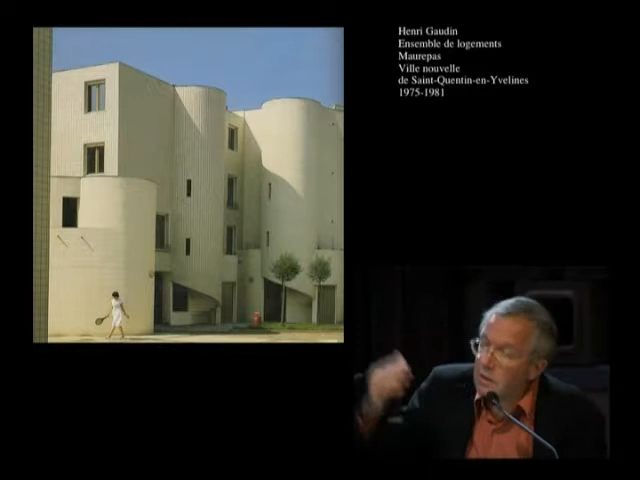 Henri Gaudin
Ensemble de logements
Maurepas
Ville nouvelle
de Saint-Quentin-en-Yvelines
1975-1981